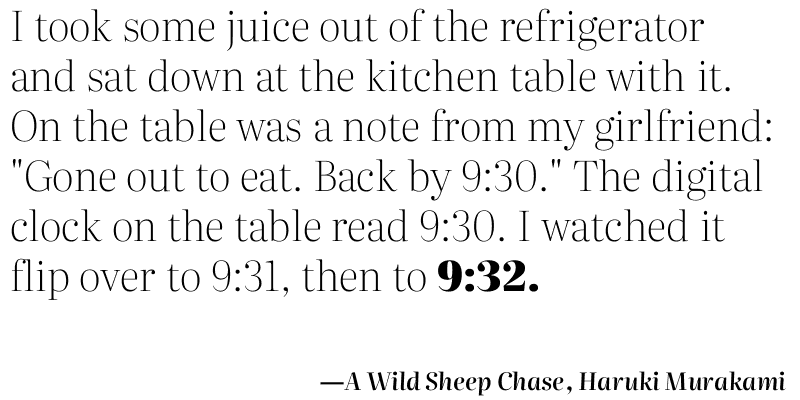 I took some juice out of the refrigerator
and sat down at the kitchen table with it.
On the table was a note from my girlfriend:
"Gone out to eat. Back by 9:30." The digital
clock on the table read 9:30. I watched it
flip over to 9:31, then to 9:32.
—A Wild Sheep Chase, Haruki Murakami